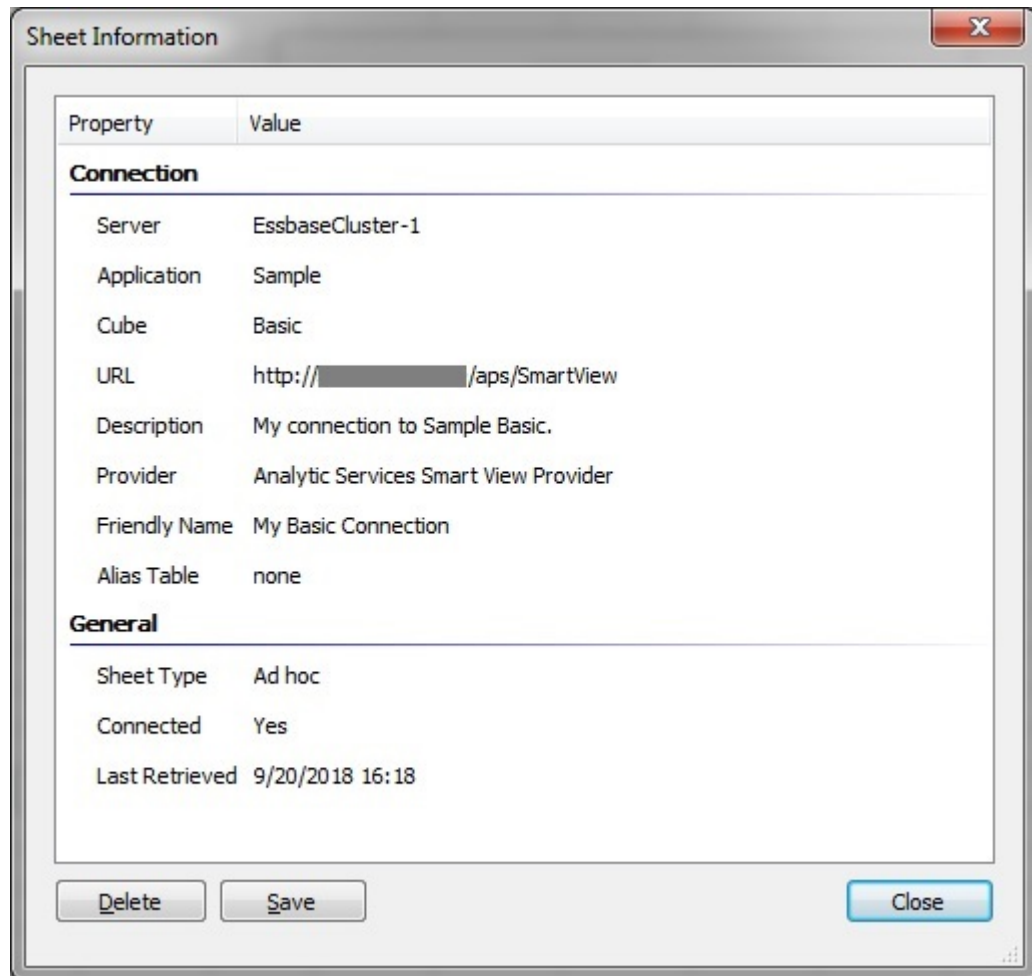 Sheet Information
Property Value
Connection
Server EssbaseCluster-1
Application Sample
Cube Basic
URL http:// /aps/SmartView
Description My connection to Sample Basic.
Provider Analytic Services Smart View Provider
Friendly Name My Basic Connection
Alias Table none
General
Sheet Type Ad hoc
Connected Yes
Last Retrieved 9/20/2018 16:18
Delete Save Close